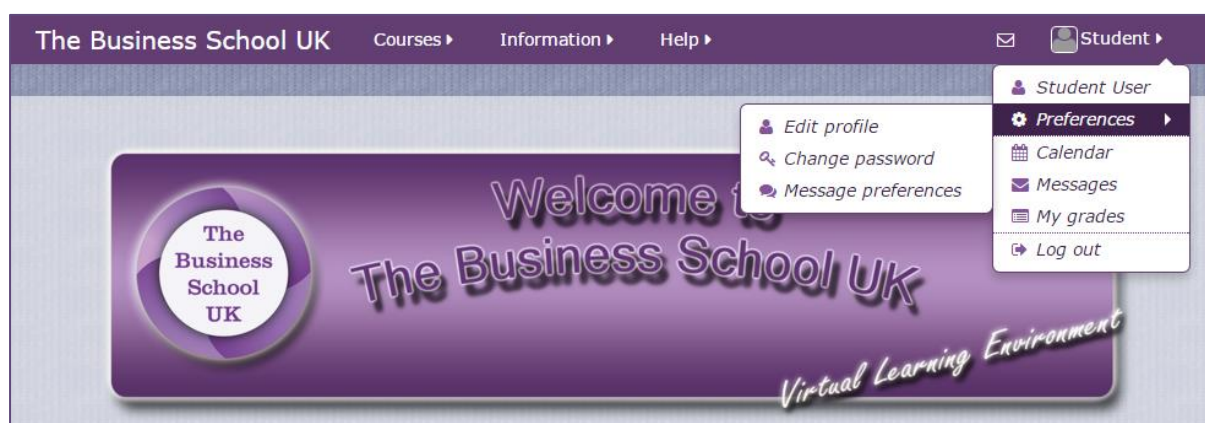 The Business School UK Courses Information Help Student
Student User
Preferences
Calendar
Messages
My grades
Log out
Edit profile
Change password
Message preferences
The
Business
School
UK
Welcome to
The Business School UK
Virtual Learning Environment